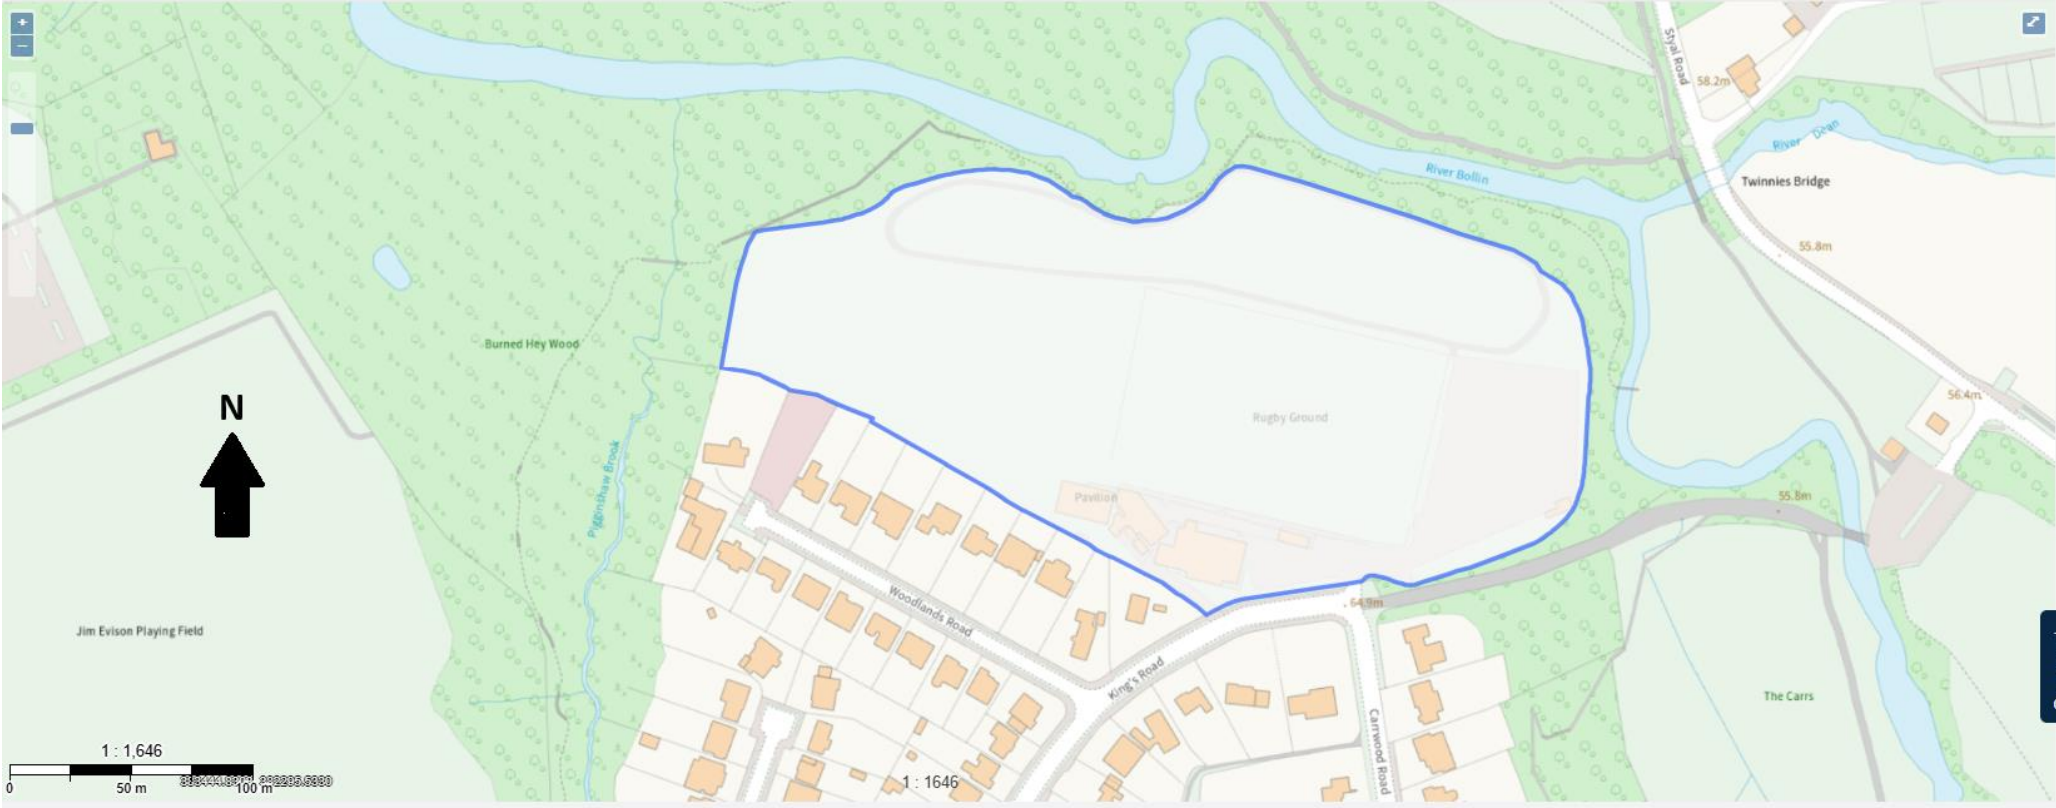 +
−
Styal Road
58.2m
River Dean
River Bollin
Twinnies Bridge
55.8m
Burned Hey Wood
N
56.4m
Rugby Ground
Pigginshaw Brook
Pavilion
55.8m
Woodlands Road
64.9m
Jim Evison Playing Field
King's Road
The Carrs
Carrwood Road
1 : 1,646
0
50 m
100 m
1 : 1646